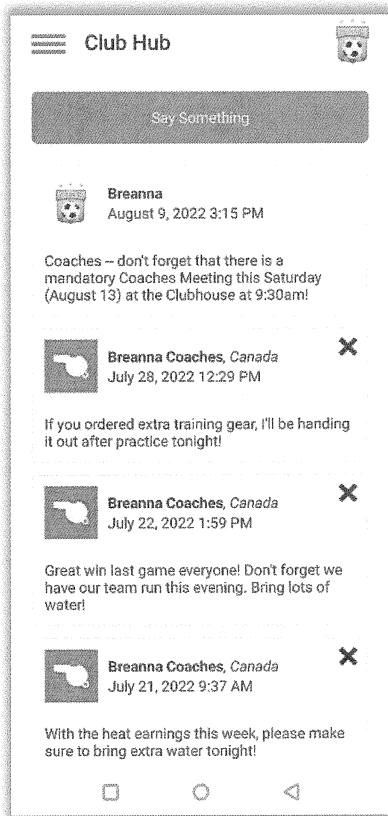 Club Hub
Say Something
Breanna
August 9, 2022 3:15 PM
Coaches -- don't forget that there is a
mandatory Coaches Meeting this Saturday
(August 13) at the Clubhouse at 9:30am!
Breanna Coaches, Canada
July 28, 2022 12:29 PM
If you ordered extra training gear, I'll be handing
it out after practice tonight!
Breanna Coaches, Canada
July 22, 2022 1:59 PM
Great win last game everyone! Don't forget we
have our team run this evening. Bring lots of
water!
Breanna Coaches, Canada
July 21, 2022 9:37 AM
With the heat earnings this week, please make
sure to bring extra water tonight!